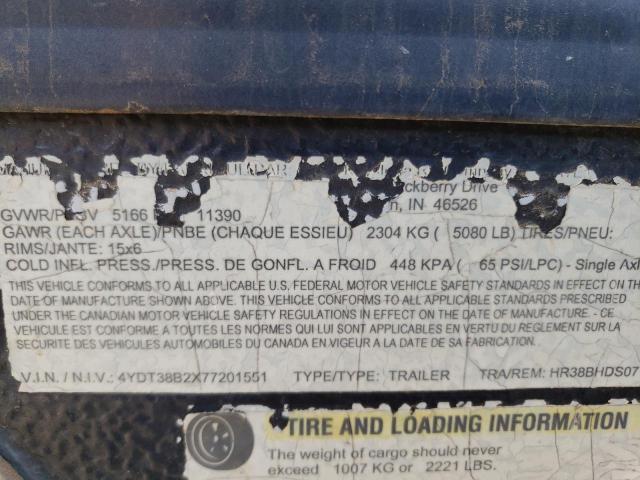 ckberry Drive
n, IN 46526
GVWR/P 5166 11390
GAWR (EACH AXLE)/PNBE (CHAQUE ESSIEU) 2304 KG ( 5080 LB) TIRES/PNEU:
RIMS/JANTE: 15x6
COLD INFL. PRESS./PRESS. DE GONFL. A FROID 448 KPA ( 65 PSI/LPC) - Single Axl
THIS VEHICLE CONFORMS TO ALL APPLICABLE U.S. FEDERAL MOTOR VEHICLE SAFETY STANDARDS IN EFFECT ON THE
DATE OF MANUFACTURE SHOWN ABOVE. THIS VEHICLE CONFORMS TO ALL APPLICABLE STANDARDS PRESCRIBED
UNDER THE CANADIAN MOTOR VEHICLE SAFETY REGULATIONS IN EFFECT ON THE DATE OF MANUFACTURE. CE
VEHICULE EST CONFORME A TOUTES LES NORMES QUI LUI SONT APPLICABLES EN VERTU DU REGLEMENT SUR LA
SECURITE DES VEHICULES AUTOMOBILES DU CANADA EN VIGEUR A LA DATE DE SA FABRICATION.
V.I.N. / N.I.V.: 4YDT38B2X77201551 TYPE/TYPE: TRAILER TRA/REM: HR38BHDS07
TIRE AND LOADING INFORMATION
The weight of cargo should never
exceed 1007 KG or 2221 LBS.